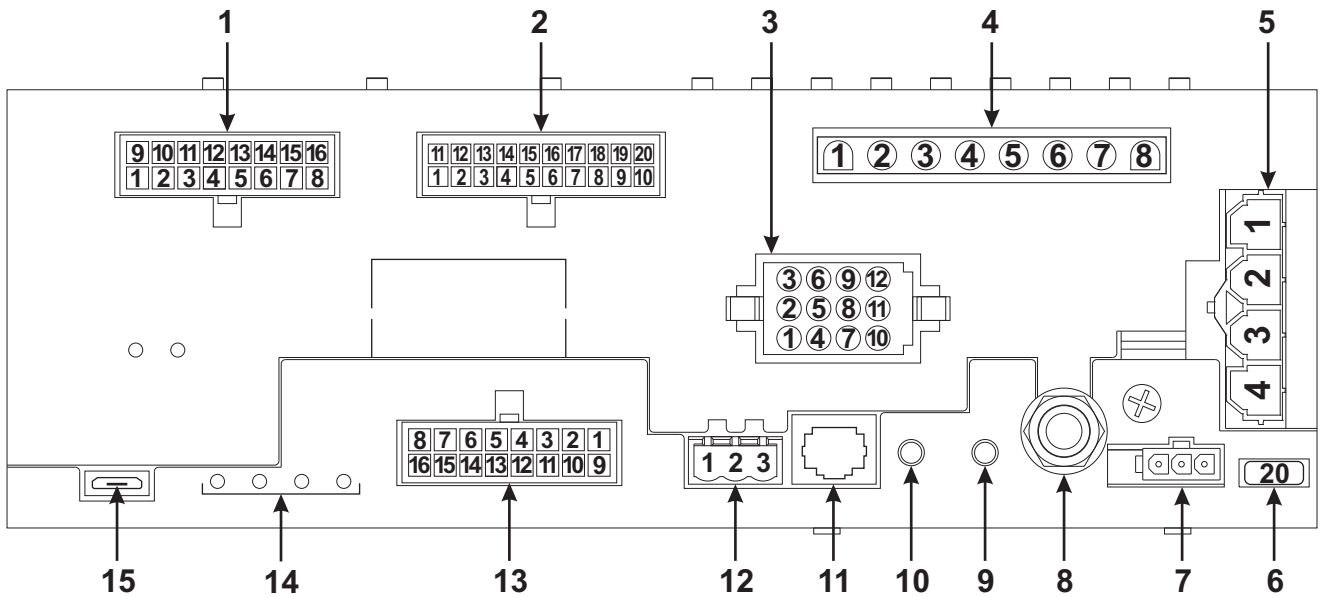 1 2 3 4 5
9 10 11 12 13 14 15 16
1 2 3 4 5 6 7 8
11 12 13 14 15 16 17 18 19 20
1 2 3 4 5 6 7 8 9 10
1 2 3 4 5 6 7 8
1
2
3
4
3 6 9 12
2 5 8 11
1 4 7 10
8 7 6 5 4 3 2 1
16 15 14 13 12 11 10 9
1 2 3
20
15 14 13 12 11 10 9 8 7 6